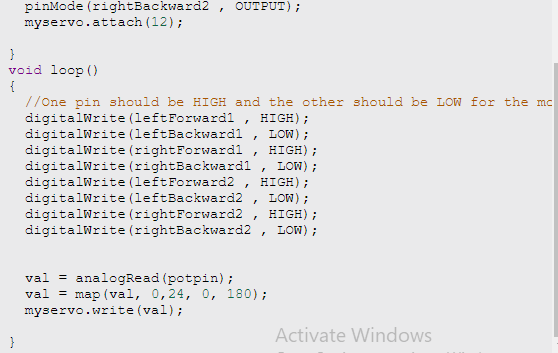 pinMode(rightBackward2 , OUTPUT);
myservo.attach(12);
}
void loop()
{
//One pin should be HIGH and the other should be LOW for the mo
digitalWrite(leftForward1 , HIGH);
digitalWrite(leftBackward1 , LOW);
digitalWrite(rightForward1 , HIGH);
digitalWrite(rightBackward1 , LOW);
digitalWrite(leftForward2 , HIGH);
digitalWrite(leftBackward2 , LOW);
digitalWrite(rightForward2 , HIGH);
digitalWrite(rightBackward2 , LOW);
val = analogRead(potpin);
val = map(val, 0,24, 0, 180);
myservo.write(val);
}
Activate Windows